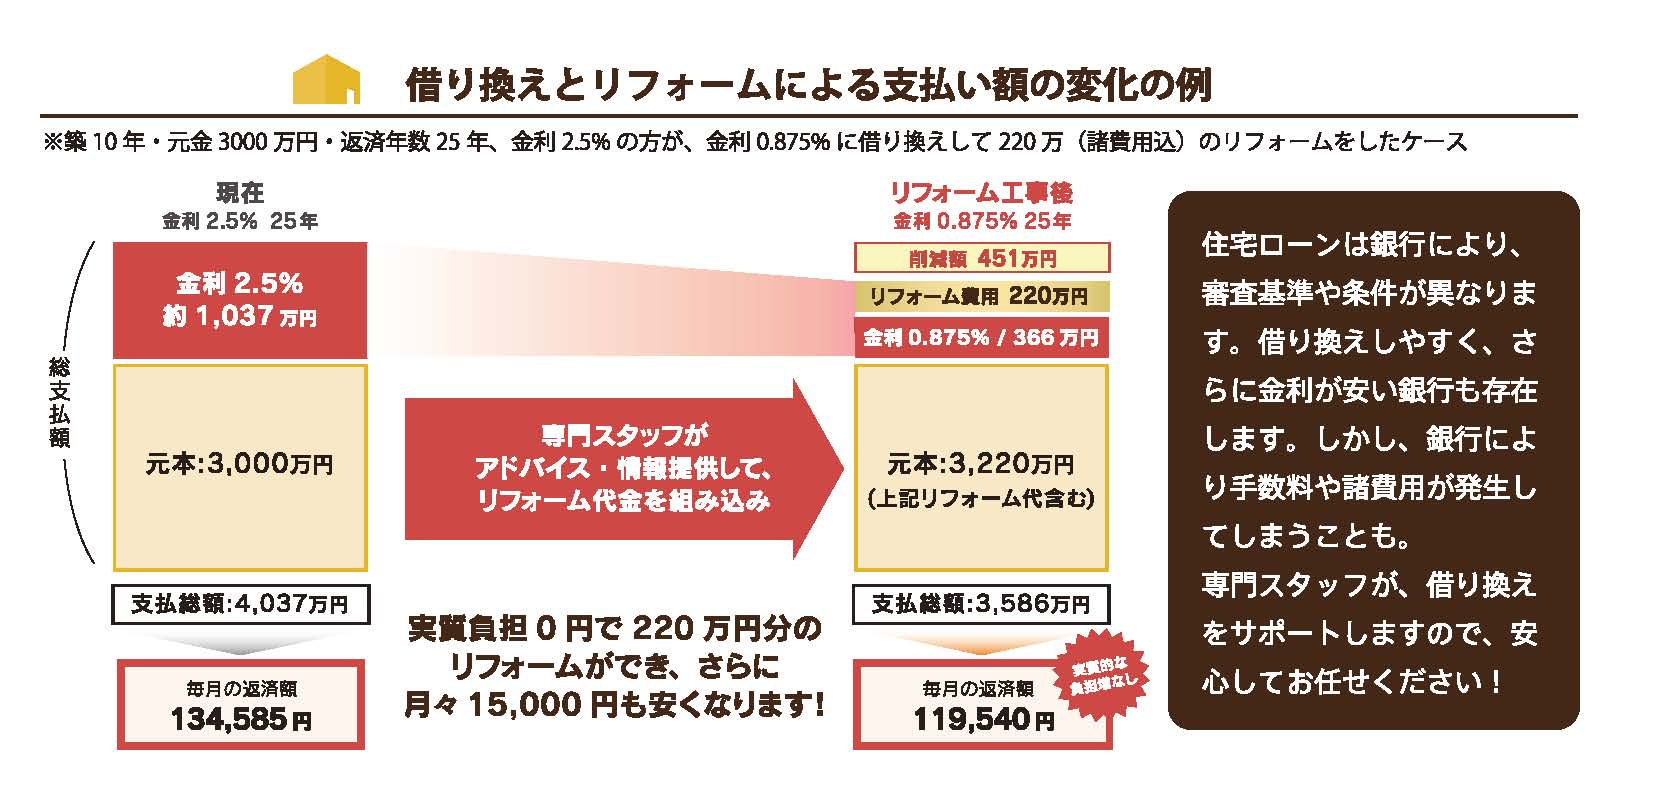 借り換えとリフォームによる支払い額の変化の例
※築10年・元金3000万円・返済年数25年、金利2.5%の方が、金利0.875%に借り換えして220万（諸費用込）のリフォームをしたケース
現在
金利2.5% 25年
総支払額
金利2.5%
約1,037万円
元本:3,000万円
支払総額:4,037万円
毎月の返済額
134,585円
専門スタッフが
アドバイス・情報提供して、
リフォーム代金を組み込み
実質負担0円で220万円分の
リフォームができ、さらに
月々15,000円も安くなります!
リフォーム工事後
金利0.875% 25年
削減額 451万円
リフォーム費用 220万円
金利0.875% / 366万円
元本:3,220万円
(上記リフォーム代含む)
支払総額:3,586万円
実質的な
負担増なし
毎月の返済額
119,540円
住宅ローンは銀行により、
審査基準や条件が異なりま
す。借り換えしやすく、さ
らに金利が安い銀行も存在
します。しかし、銀行によ
り手数料や諸費用が発生し
てしまうことも。
専門スタッフが、借り換え
をサポートしますので、安
心してお任せください！